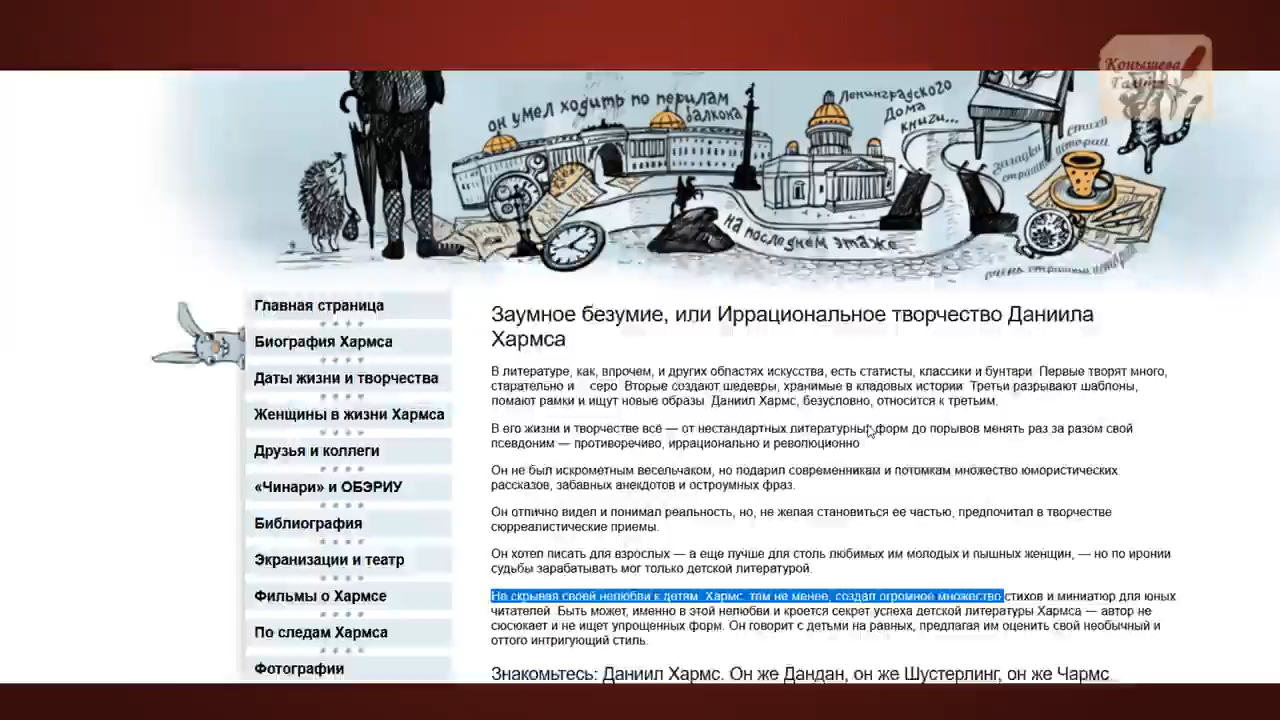 Конышева
он умел ходить по перилам
балкона
Ленинградского
Дома
книги...
стихи
истории
загадки
на последнем этаже
Главная страница
Биография Хармса
Даты жизни и творчества
Женщины в жизни Хармса
Друзья и коллеги
«Чинари» и ОБЭРИУ
Библиография
Экранизации и театр
Фильмы о Хармсе
По следам Хармса
Фотографии
Заумное безумие, или Иррациональное творчество Даниила
Хармса
В литературе, как, впрочем, и других областях искусства, есть статисты, классики и бунтари. Первые творят много,
старательно и серо. Вторые создают шедевры, хранимые в кладовых истории. Третьи разрывают шаблоны,
ломают рамки и ищут новые образы. Даниил Хармс, безусловно, относится к третьим.
В его жизни и творчестве всё — от нестандартных литературных форм до порывов менять раз за разом свой
псевдоним — противоречиво, иррационально и революционно
Он не был искрометным весельчаком, но подарил современникам и потомкам множество юмористических
рассказов, забавных анекдотов и остроумных фраз.
Он отлично видел и понимал реальность, но, не желая становиться ее частью, предпочитал в творчестве
сюрреалистические приемы.
Он хотел писать для взрослых — а еще лучше для столь любимых им молодых и пышных женщин, — но по иронии
судьбы зарабатывать мог только детской литературой.
Не скрывая своей нелюбви к детям, Хармс, тем не менее, создал огромное множество стихов и миниатюр для юных
читателей. Быть может, именно в этой нелюбви и кроется секрет успеха детской литературы Хармса — автор не
сюсюкает и не ищет упрощенных форм. Он говорит с детьми на равных, предлагая им оценить свой необычный и
оттого интригующий стиль.
Знакомьтесь: Даниил Хармс. Он же Дандан, он же Шустерлинг, он же Чармс.